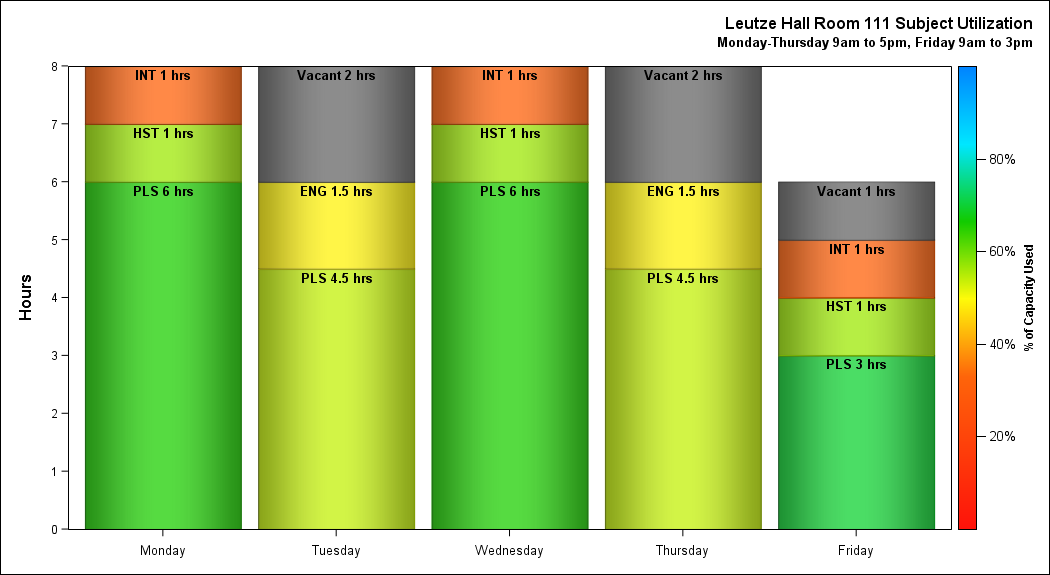 Leutze Hall Room 111 Subject Utilization
Monday-Thursday 9am to 5pm, Friday 9am to 3pm
Hours
8
7
6
5
4
3
2
1
0
INT 1 hrs
HST 1 hrs
PLS 6 hrs
Monday
Vacant 2 hrs
ENG 1.5 hrs
PLS 4.5 hrs
Tuesday
INT 1 hrs
HST 1 hrs
PLS 6 hrs
Wednesday
Vacant 2 hrs
ENG 1.5 hrs
PLS 4.5 hrs
Thursday
Vacant 1 hrs
INT 1 hrs
HST 1 hrs
PLS 3 hrs
Friday
80%
60%
40%
20%
% of Capacity Used